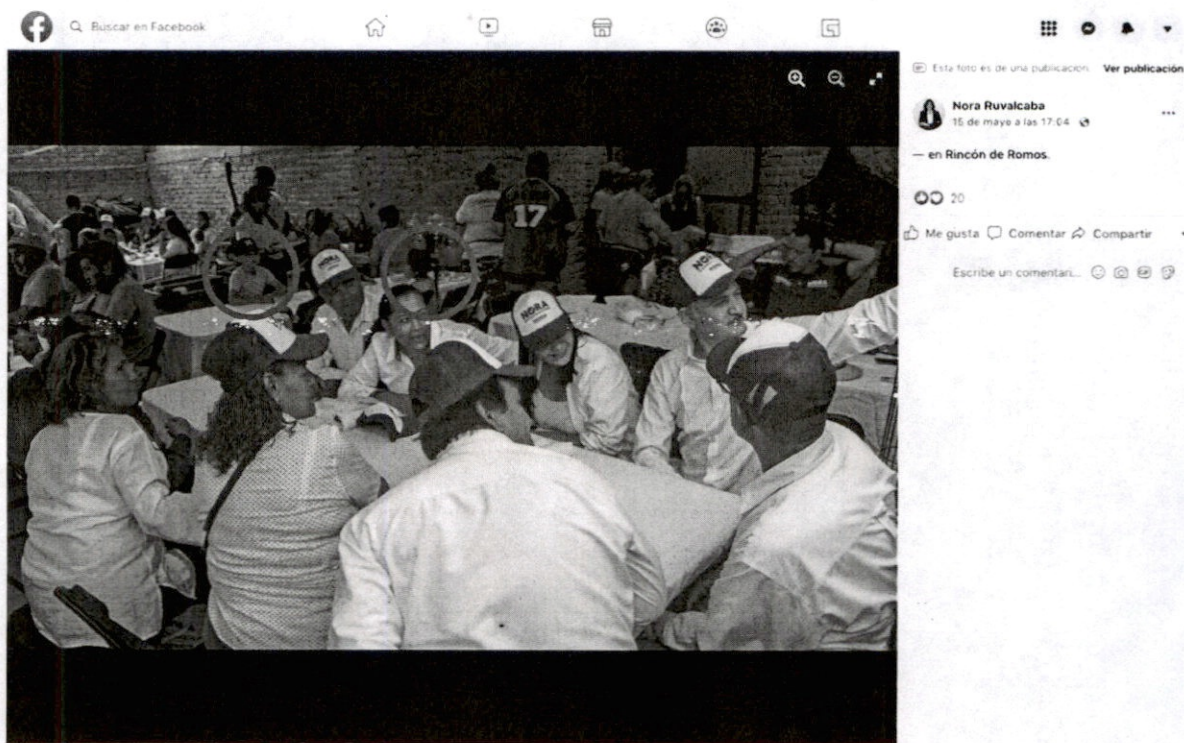 Buscar en Facebook
Esta foto es de una publicación. Ver publicación
Nora Ruvalcaba
15 de mayo a las 17:04
— en Rincón de Romos.
20
Me gusta Comentar Compartir
Escribe un comentari...
17
NORA
NORA
NORA